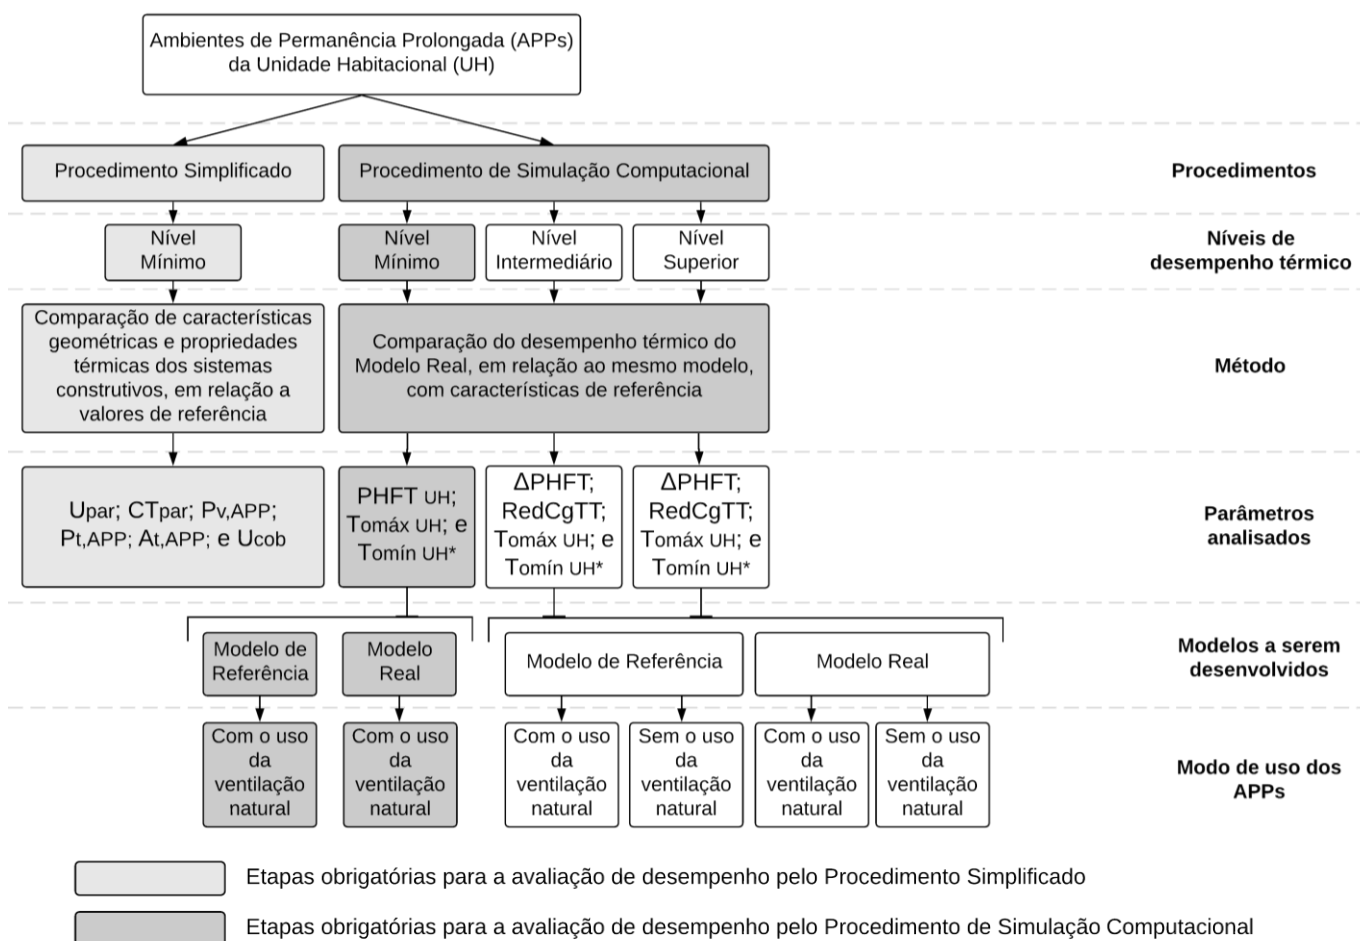 Ambientes de Permanência Prolongada (APPs)
da Unidade Habitacional (UH)
Procedimento Simplificado
Procedimento de Simulação Computacional
Procedimentos
Nível
Mínimo
Nível
Mínimo
Nível
Intermediário
Nível
Superior
Níveis de
desempenho térmico
Comparação de características
geométricas e propriedades
térmicas dos sistemas
construtivos, em relação a
valores de referência
Comparação do desempenho térmico do
Modelo Real, em relação ao mesmo modelo,
com características de referência
Método
Upar; CTpar; Pv,APP;
Pt,APP; At,APP; e Ucob
PHFT UH;
Tomáx UH; e
Tomín UH*
ΔPHFT;
RedCgTT;
Tomáx UH; e
Tomín UH*
ΔPHFT;
RedCgTT;
Tomáx UH; e
Tomín UH*
Parâmetros
analisados
Modelo de
Referência
Modelo
Real
Modelo de Referência
Modelo Real
Modelos a serem
desenvolvidos
Com o uso
da
ventilação
natural
Com o uso
da
ventilação
natural
Com o uso
da
ventilação
natural
Sem o uso
da
ventilação
natural
Com o uso
da
ventilação
natural
Sem o uso
da
ventilação
natural
Modo de uso dos
APPs
Etapas obrigatórias para a avaliação de desempenho pelo Procedimento Simplificado
Etapas obrigatórias para a avaliação de desempenho pelo Procedimento de Simulação Computacional